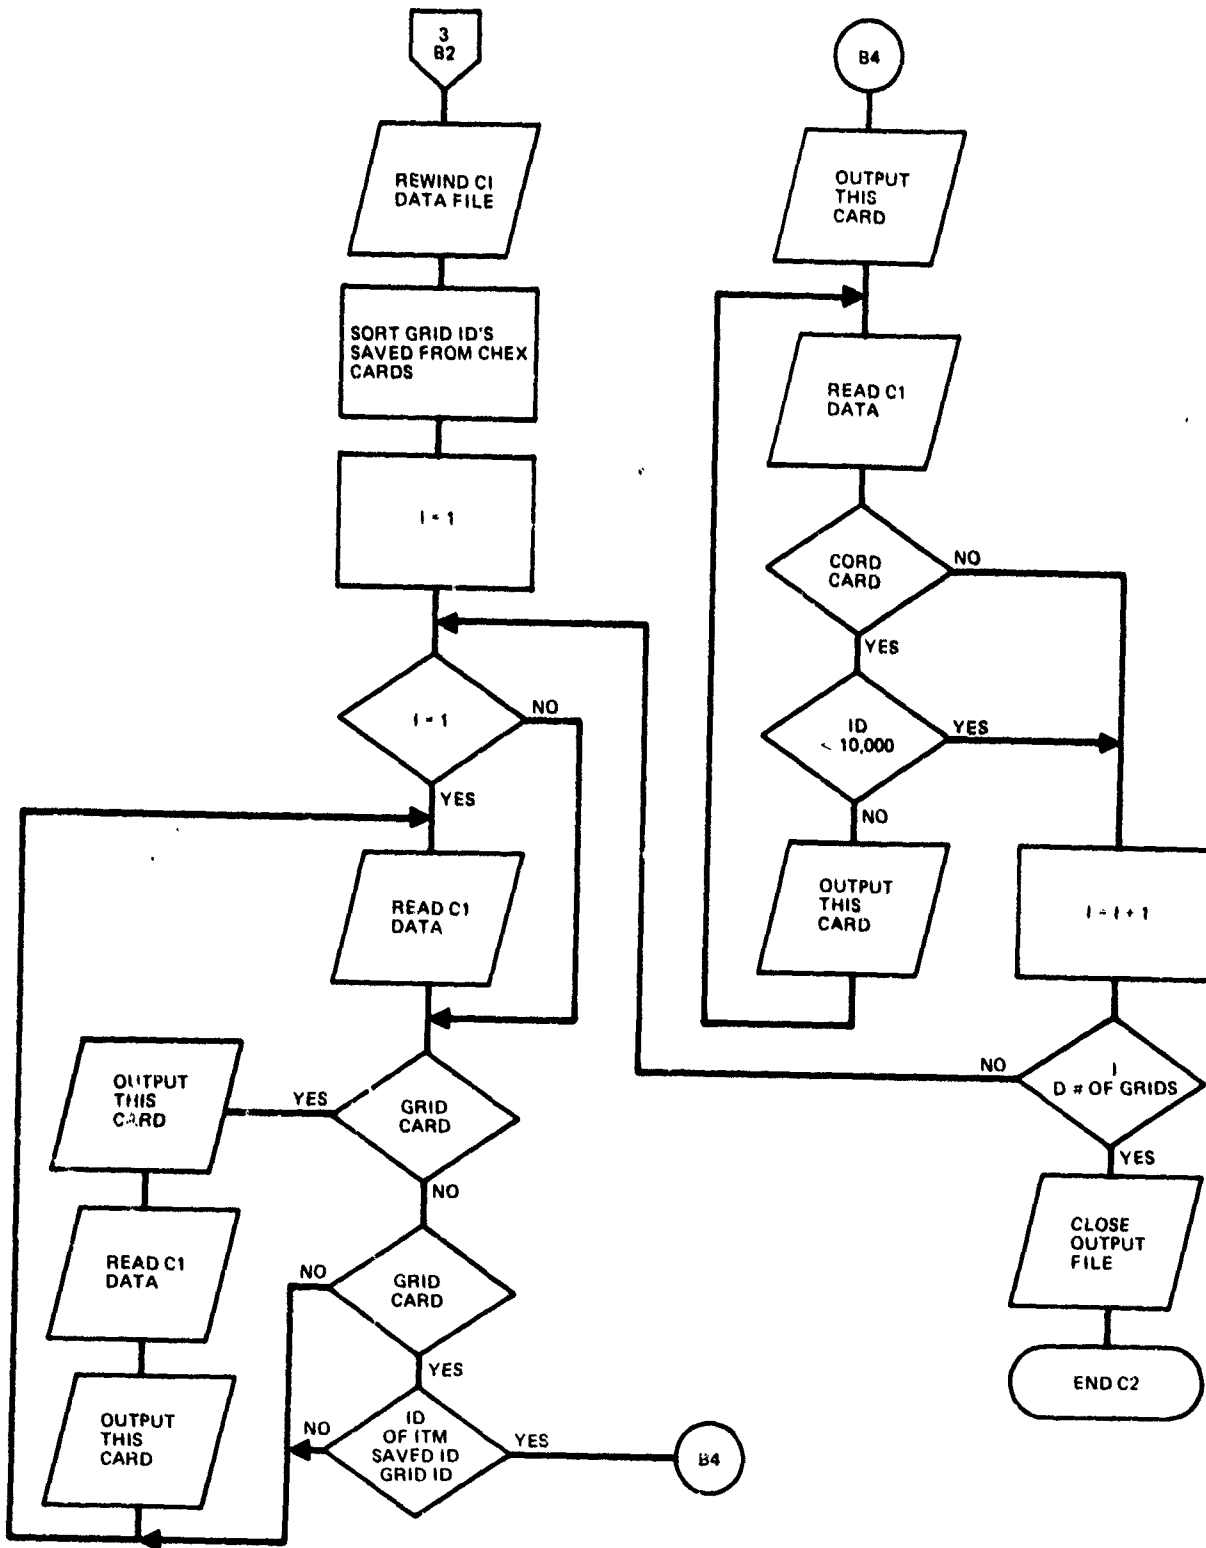 3
B2
REWIND CI
DATA FILE
SORT GRID ID'S
SAVED FROM CHEX
CARDS
I = 1
I = 1
NO
YES
READ C1
DATA
GRID
CARD
YES
NO
OUTPUT
THIS
CARD
READ C1
DATA
OUTPUT
THIS
CARD
GRID
CARD
NO
YES
ID
OF ITM
SAVED ID
GRID ID
NO
YES
B4
B4
OUTPUT
THIS
CARD
READ C1
DATA
CORD
CARD
NO
YES
ID
< 10,000
YES
NO
OUTPUT
THIS
CARD
I = I + 1
I
D # OF GRIDS
NO
YES
CLOSE
OUTPUT
FILE
END C2